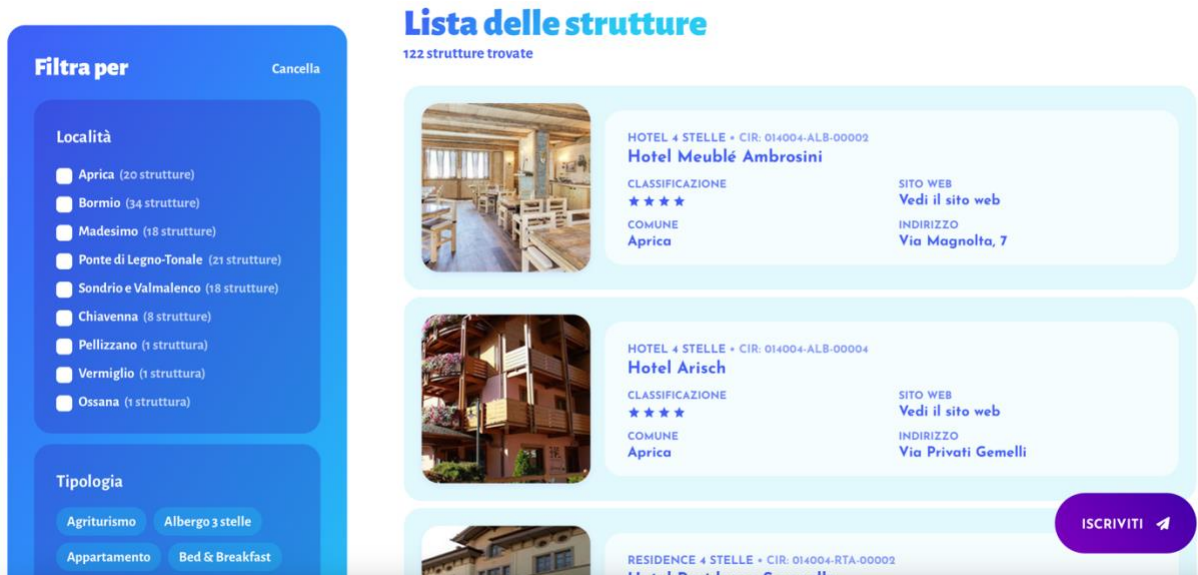 Filtra per
Cancella
Località
Aprica (20 strutture)
Bormio (34 strutture)
Madesimo (18 strutture)
Ponte di Legno-Tonale (21 strutture)
Sondrio e Valmalenco (18 strutture)
Chiavenna (8 strutture)
Pellizzano (1 struttura)
Vermiglio (1 struttura)
Ossana (1 struttura)
Tipologia
Agriturismo
Albergo 3 stelle
Appartamento
Bed & Breakfast
Lista delle strutture
122 strutture trovate
HOTEL 4 STELLE • CIR: 014004-ALB-00002
Hotel Meublé Ambrosini
CLASSIFICAZIONE
SITO WEB
Vedi il sito web
COMUNE
Aprica
INDIRIZZO
Via Magnolta, 7
HOTEL 4 STELLE • CIR: 014004-ALB-00004
Hotel Arisch
CLASSIFICAZIONE
SITO WEB
Vedi il sito web
COMUNE
Aprica
INDIRIZZO
Via Privati Gemelli
RESIDENCE 4 STELLE • CIR: 014004-RTA-00002
ISCRIVITI